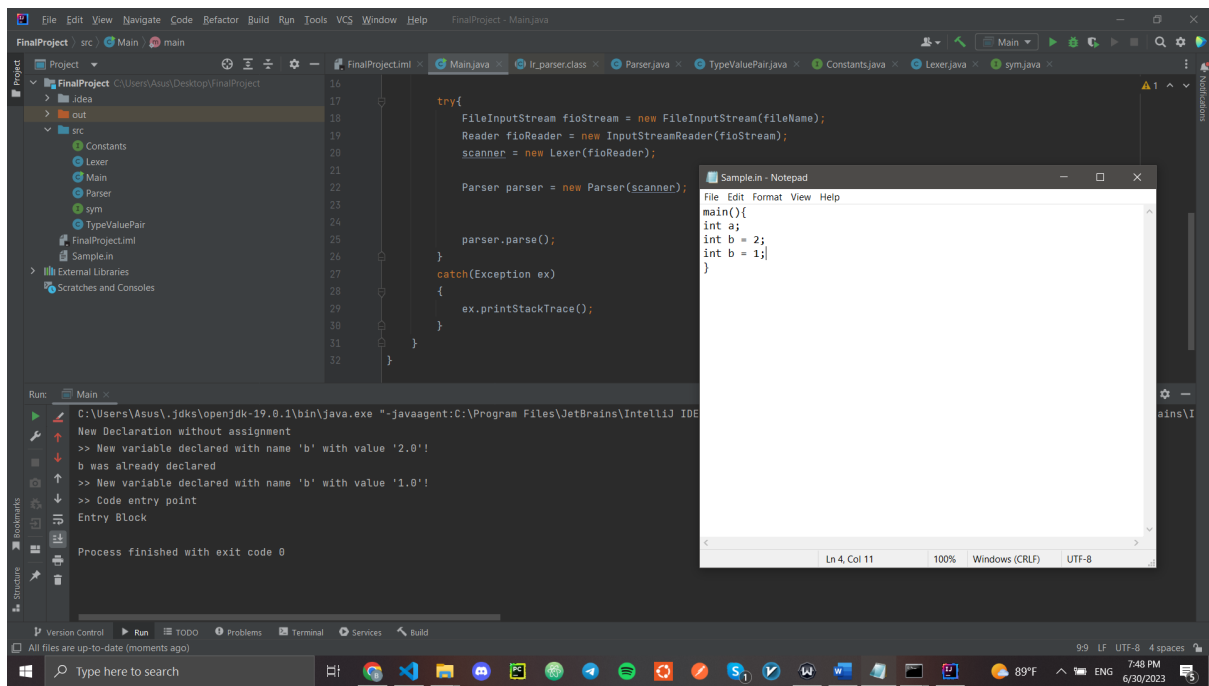 File Edit View Navigate Code Refactor Build Run Tools VCS Window Help FinalProject - Main.java
FinalProject src Main main
Main
Project
FinalProject.iml Main.java lr_parser.class Parser.java TypeValuePair.java Constants.java Lexer.java sym.java
Project
Notifications
FinalProject C:\Users\Asus\Desktop\FinalProject
.idea
out
src
Constants
Lexer
Main
Parser
sym
TypeValuePair
FinalProject.iml
Sample.in
External Libraries
Scratches and Consoles
1
16
17 try{
18 FileInputStream fioStream = new FileInputStream(fileName);
19 Reader fioReader = new InputStreamReader(fioStream);
20 scanner = new Lexer(fioReader);
21
22 Parser parser = new Parser(scanner);
23
24
25 parser.parse();
26 }
27 catch(Exception ex)
28 {
29 ex.printStackTrace();
30 }
31 }
32 }
Sample.in - Notepad
File Edit Format View Help
main(){
int a;
int b = 2;
int b = 1;
}
Ln 4, Col 11 100% Windows (CRLF) UTF-8
Run: Main
C:\Users\Asus\.jdks\openjdk-19.0.1\bin\java.exe "-javaagent:C:\Program Files\JetBrains\IntelliJ IDE
ains\I
New Declaration without assignment
>> New variable declared with name 'b' with value '2.0'!
b was already declared
>> New variable declared with name 'b' with value '1.0'!
>> Code entry point
Entry Block
Process finished with exit code 0
Bookmarks
Structure
Version Control Run TODO Problems Terminal Services Build
All files are up-to-date (moments ago) 9:9 LF UTF-8 4 spaces
Type here to search
89°F ENG 7:48 PM
6/30/2023